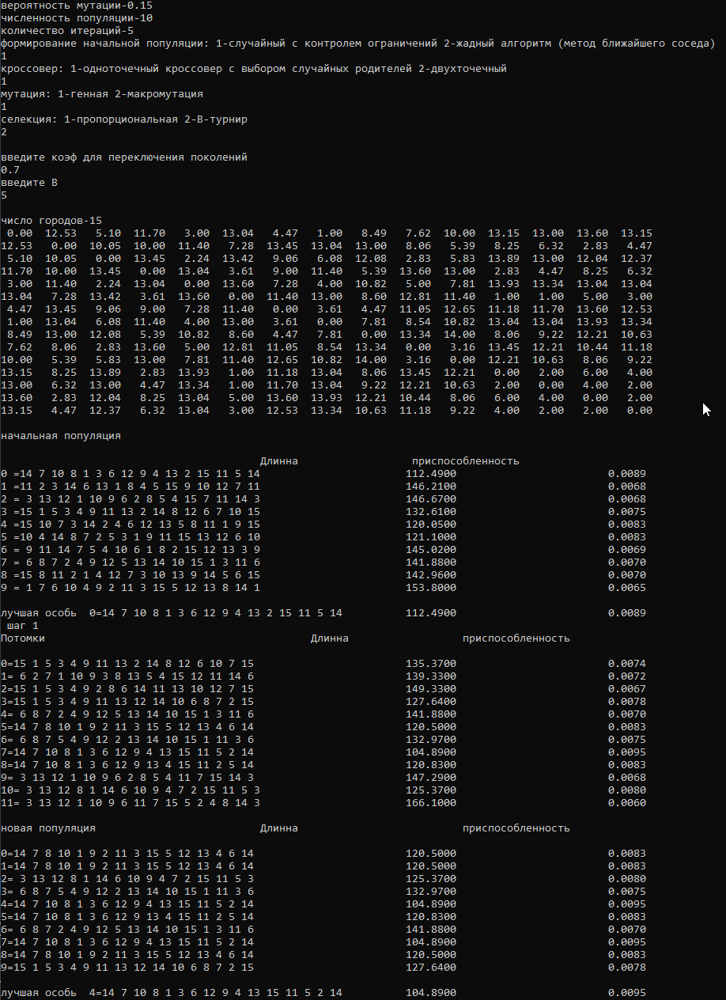 вероятность мутации-0.15
численность популяции-10
количество итераций-5
формирование начальной популяции: 1-случайный с контролем ограничений 2-жадный алгоритм (метод ближайшего соседа)
1
кроссовер: 1-одноточечный кроссовер с выбором случайных родителей 2-двухточечный
1
мутация: 1-генная 2-макромутация
1
селекция: 1-пропорциональная 2-B-турнир
2
введите коэф для переключения поколений
0.7
введите B
5
число городов-15
0.00 12.53 5.10 11.70 3.00 13.04 4.47 1.00 8.49 7.62 10.00 13.15 13.00 13.60 13.15
12.53 0.00 10.05 10.00 11.40 7.28 13.45 13.04 13.00 8.06 5.39 8.25 6.32 2.83 4.47
5.10 10.05 0.00 13.45 2.24 13.42 9.06 6.08 12.08 2.83 5.83 13.89 13.00 12.04 12.37
11.70 10.00 13.45 0.00 13.04 3.61 9.00 11.40 5.39 13.60 13.00 2.83 4.47 8.25 6.32
3.00 11.40 2.24 13.04 0.00 13.60 7.28 4.00 10.82 5.00 7.81 13.93 13.34 13.04 13.04
13.04 7.28 13.42 3.61 13.60 0.00 11.40 13.00 8.60 12.81 11.40 1.00 1.00 5.00 3.00
4.47 13.45 9.06 9.00 7.28 11.40 0.00 3.61 4.47 11.05 12.65 11.18 11.70 13.60 12.53
1.00 13.04 6.08 11.40 4.00 13.00 3.61 0.00 7.81 8.54 10.82 13.04 13.04 13.93 13.34
8.49 13.00 12.08 5.39 10.82 8.60 4.47 7.81 0.00 13.34 14.00 8.06 9.22 12.21 10.63
7.62 8.06 2.83 13.60 5.00 12.81 11.05 8.54 13.34 0.00 3.16 13.45 12.21 10.44 11.18
10.00 5.39 5.83 13.00 7.81 11.40 12.65 10.82 14.00 3.16 0.00 12.21 10.63 8.06 9.22
13.15 8.25 13.89 2.83 13.93 1.00 11.18 13.04 8.06 13.45 12.21 0.00 2.00 6.00 4.00
13.00 6.32 13.00 4.47 13.34 1.00 11.70 13.04 9.22 12.21 10.63 2.00 0.00 4.00 2.00
13.60 2.83 12.04 8.25 13.04 5.00 13.60 13.93 12.21 10.44 8.06 6.00 4.00 0.00 2.00
13.15 4.47 12.37 6.32 13.04 3.00 12.53 13.34 10.63 11.18 9.22 4.00 2.00 2.00 0.00
начальная популяция
Длинна приспособленность
0 =14 7 10 8 1 3 6 12 9 4 13 2 15 11 5 14 112.4900 0.0089
1 =11 2 3 14 6 13 1 8 4 5 15 9 10 12 7 11 146.2100 0.0068
2 = 3 13 12 1 10 9 6 2 8 5 4 15 7 11 14 3 146.6700 0.0068
3 =15 1 5 3 4 9 11 13 2 14 8 12 6 7 10 15 132.6100 0.0075
4 =15 10 7 3 14 2 4 6 12 13 5 8 11 1 9 15 120.0500 0.0083
5 =10 4 14 8 7 2 5 3 1 9 11 15 13 12 6 10 121.1000 0.0083
6 = 9 11 14 7 5 4 10 6 1 8 2 15 12 13 3 9 145.0200 0.0069
7 = 6 8 7 2 4 9 12 5 13 14 10 15 1 3 11 6 141.8800 0.0070
8 =15 8 11 2 1 4 12 7 3 10 13 9 14 5 6 15 142.9600 0.0070
9 = 1 7 6 10 4 9 2 11 3 15 5 12 13 8 14 1 153.8000 0.0065
лучшая особь 0=14 7 10 8 1 3 6 12 9 4 13 2 15 11 5 14 112.4900 0.0089
шаг 1
Потомки Длинна приспособленность
0=15 1 5 3 4 9 11 13 2 14 8 12 6 10 7 15 135.3700 0.0074
1= 6 2 7 1 10 9 3 8 13 5 4 15 12 11 14 6 139.3300 0.0072
2=15 1 5 3 4 9 2 8 6 14 11 13 10 12 7 15 149.3300 0.0067
3=15 1 5 3 4 9 11 13 12 14 10 6 8 7 2 15 127.6400 0.0078
4= 6 8 7 2 4 9 12 5 13 14 10 15 1 3 11 6 141.8800 0.0070
5=14 7 8 10 1 9 2 11 3 15 5 12 13 4 6 14 120.5000 0.0083
6= 6 8 7 5 4 9 12 2 13 14 10 15 1 11 3 6 132.9700 0.0075
7=14 7 10 8 1 3 6 12 9 4 13 15 11 5 2 14 104.8900 0.0095
8=14 7 10 8 1 3 6 12 9 13 4 15 11 2 5 14 120.8300 0.0083
9= 3 13 12 1 10 9 6 2 8 5 4 11 7 15 14 3 147.2900 0.0068
10= 3 13 12 8 1 14 6 10 9 4 7 2 15 11 5 3 125.3700 0.0080
11= 3 13 12 1 10 9 6 11 7 15 5 2 4 8 14 3 166.1000 0.0060
новая популяция Длинна приспособленность
0=14 7 8 10 1 9 2 11 3 15 5 12 13 4 6 14 120.5000 0.0083
1=14 7 8 10 1 9 2 11 3 15 5 12 13 4 6 14 120.5000 0.0083
2= 3 13 12 8 1 14 6 10 9 4 7 2 15 11 5 3 125.3700 0.0080
3= 6 8 7 5 4 9 12 2 13 14 10 15 1 11 3 6 132.9700 0.0075
4=14 7 10 8 1 3 6 12 9 4 13 15 11 5 2 14 104.8900 0.0095
5=14 7 10 8 1 3 6 12 9 13 4 15 11 2 5 14 120.8300 0.0083
6= 6 8 7 2 4 9 12 5 13 14 10 15 1 3 11 6 141.8800 0.0070
7=14 7 10 8 1 3 6 12 9 4 13 15 11 5 2 14 104.8900 0.0095
8=14 7 8 10 1 9 2 11 3 15 5 12 13 4 6 14 120.5000 0.0083
9=15 1 5 3 4 9 11 13 12 14 10 6 8 7 2 15 127.6400 0.0078
лучшая особь 4=14 7 10 8 1 3 6 12 9 4 13 15 11 5 2 14 104.8900 0.0095